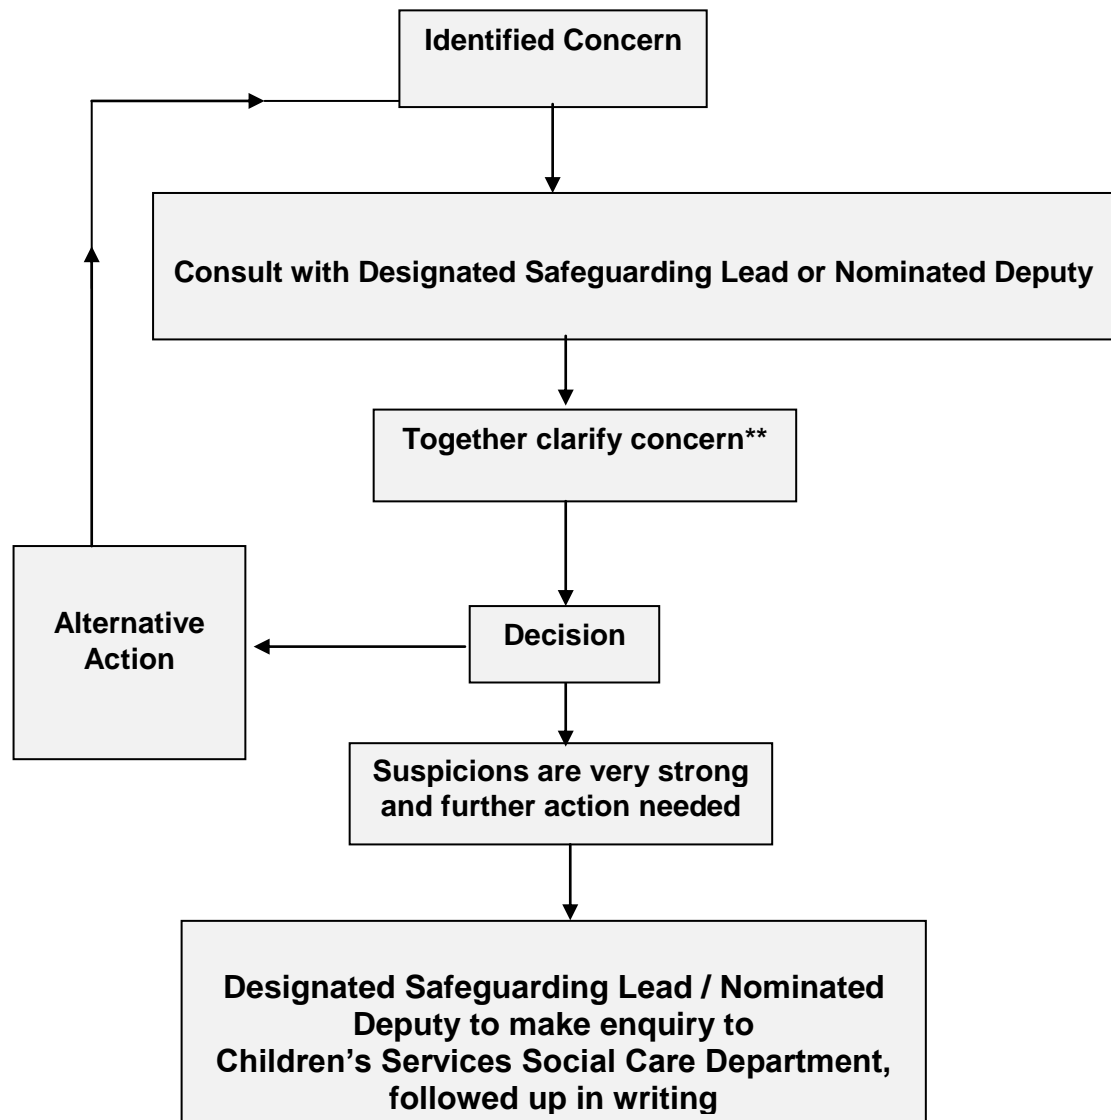 Identified Concern
Consult with Designated Safeguarding Lead or Nominated Deputy
Together clarify concern**
Alternative
Action
Decision
Suspicions are very strong
and further action needed
Designated Safeguarding Lead / Nominated
Deputy to make enquiry to
Children’s Services Social Care Department,
followed up in writing